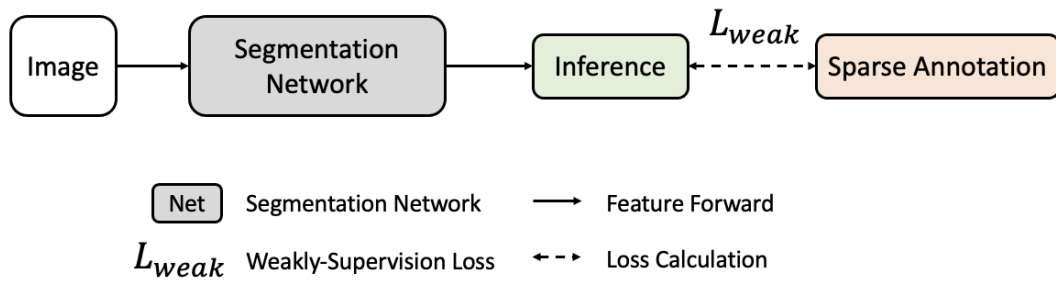 Image
Segmentation
Network
Inference
L_weak
Sparse Annotation
Net
Segmentation Network
Feature Forward
L_weak
Weakly-Supervision Loss
Loss Calculation